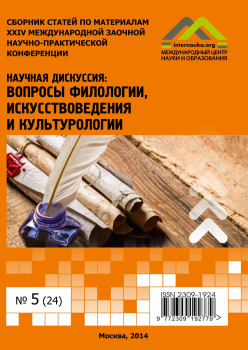 СБОРНИК СТАТЕЙ ПО МАТЕРИАЛАМ
XXIV МЕЖДУНАРОДНОЙ ЗАОЧНОЙ
НАУЧНО-ПРАКТИЧЕСКОЙ
КОНФЕРЕНЦИИ
internauka.org
МЕЖДУНАРОДНЫЙ ЦЕНТР
НАУКИ И ОБРАЗОВАНИЯ
НАУЧНАЯ ДИСКУССИЯ:
ВОПРОСЫ ФИЛОЛОГИИ,
ИСКУССТВОВЕДЕНИЯ
И КУЛЬТУРОЛОГИИ
№ 5 (24)
ISSN 2309-1924
9 772309 192779 >
Москва, 2014